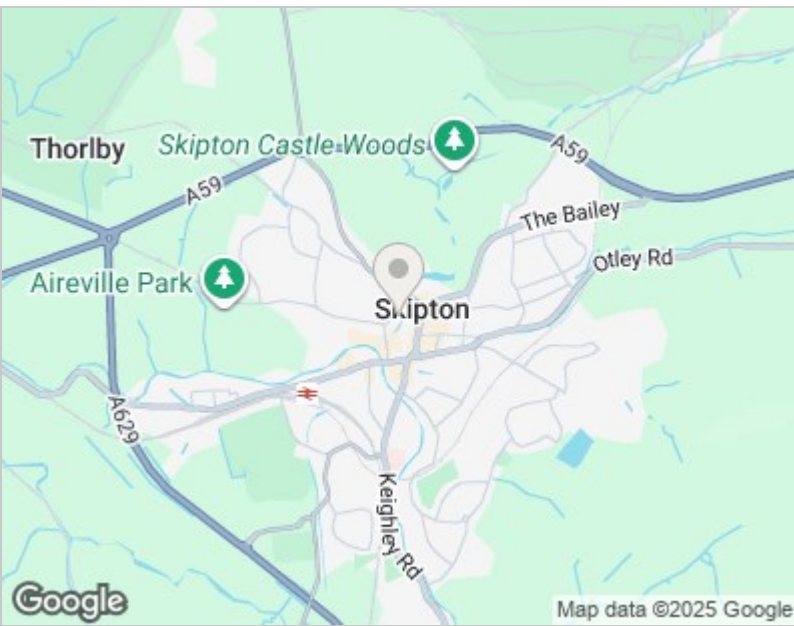 Thorlby
Skipton Castle Woods
A59
A59
The Bailey
Otley Rd
Aireville Park
Skipton
A629
Keighley Rd
Google
Map data ©2025 Google